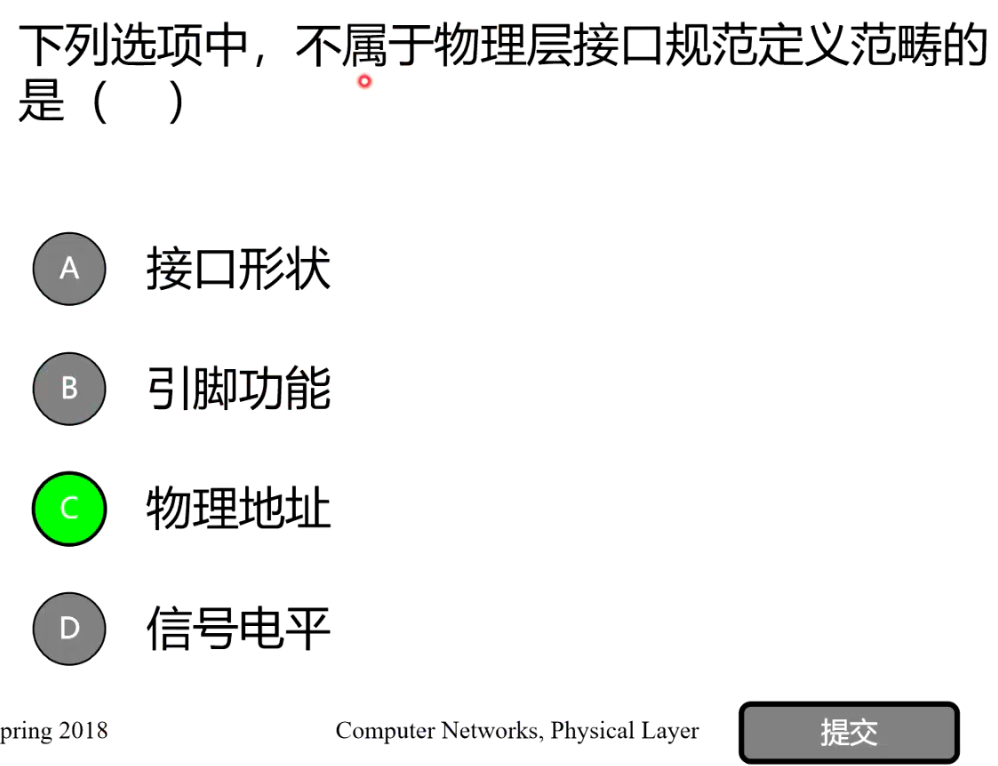 下列选项中，不属于物理层接口规范定义范畴的
是（    ）
A 接口形状
B 引脚功能
C 物理地址
D 信号电平
pring 2018
Computer Networks, Physical Layer
提交